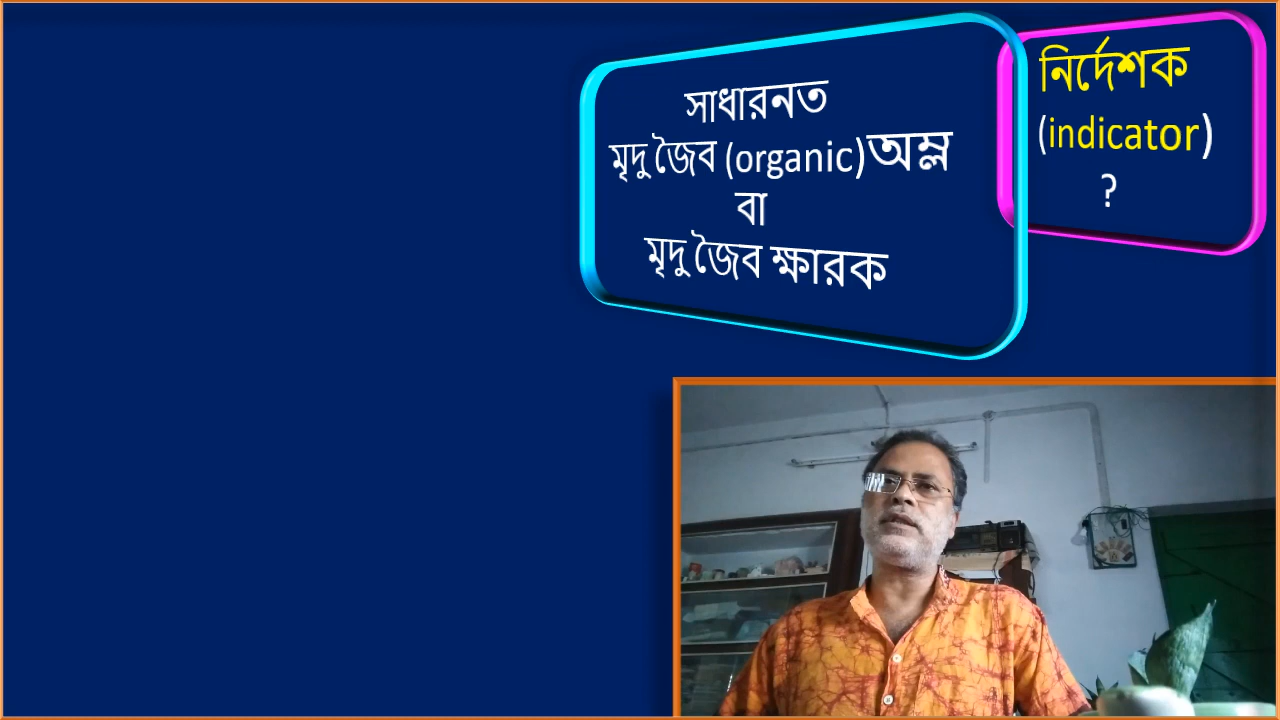 সাধারনত
মৃদু জৈব (organic)অম্ল
বা
মৃদু জৈব ক্ষারক
নির্দেশক
(indicator)
?